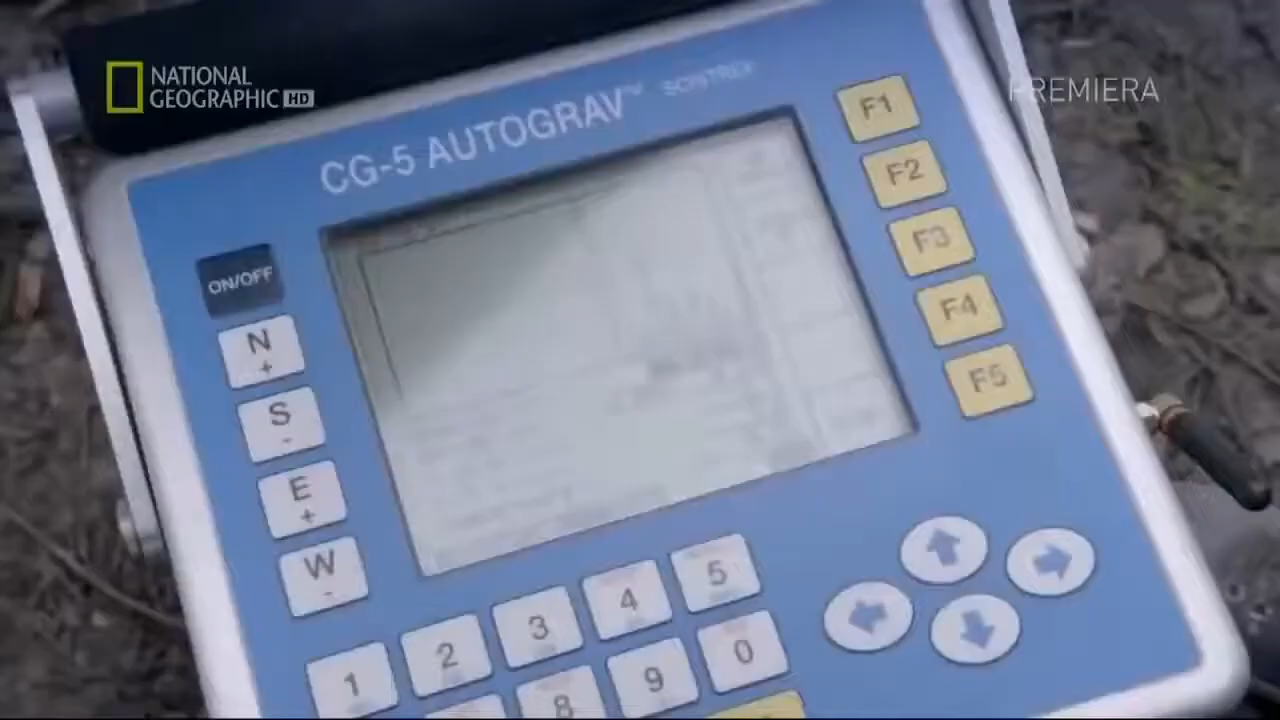 NATIONAL
GEOGRAPHIC HD
PREMIERA
CG-5 AUTOGRAV™ SCINTREX
F1
F2
F3
F4
F5
ON/OFF
N
+
S
-
E
+
W
-
1 2 3 4 5
8 9 0